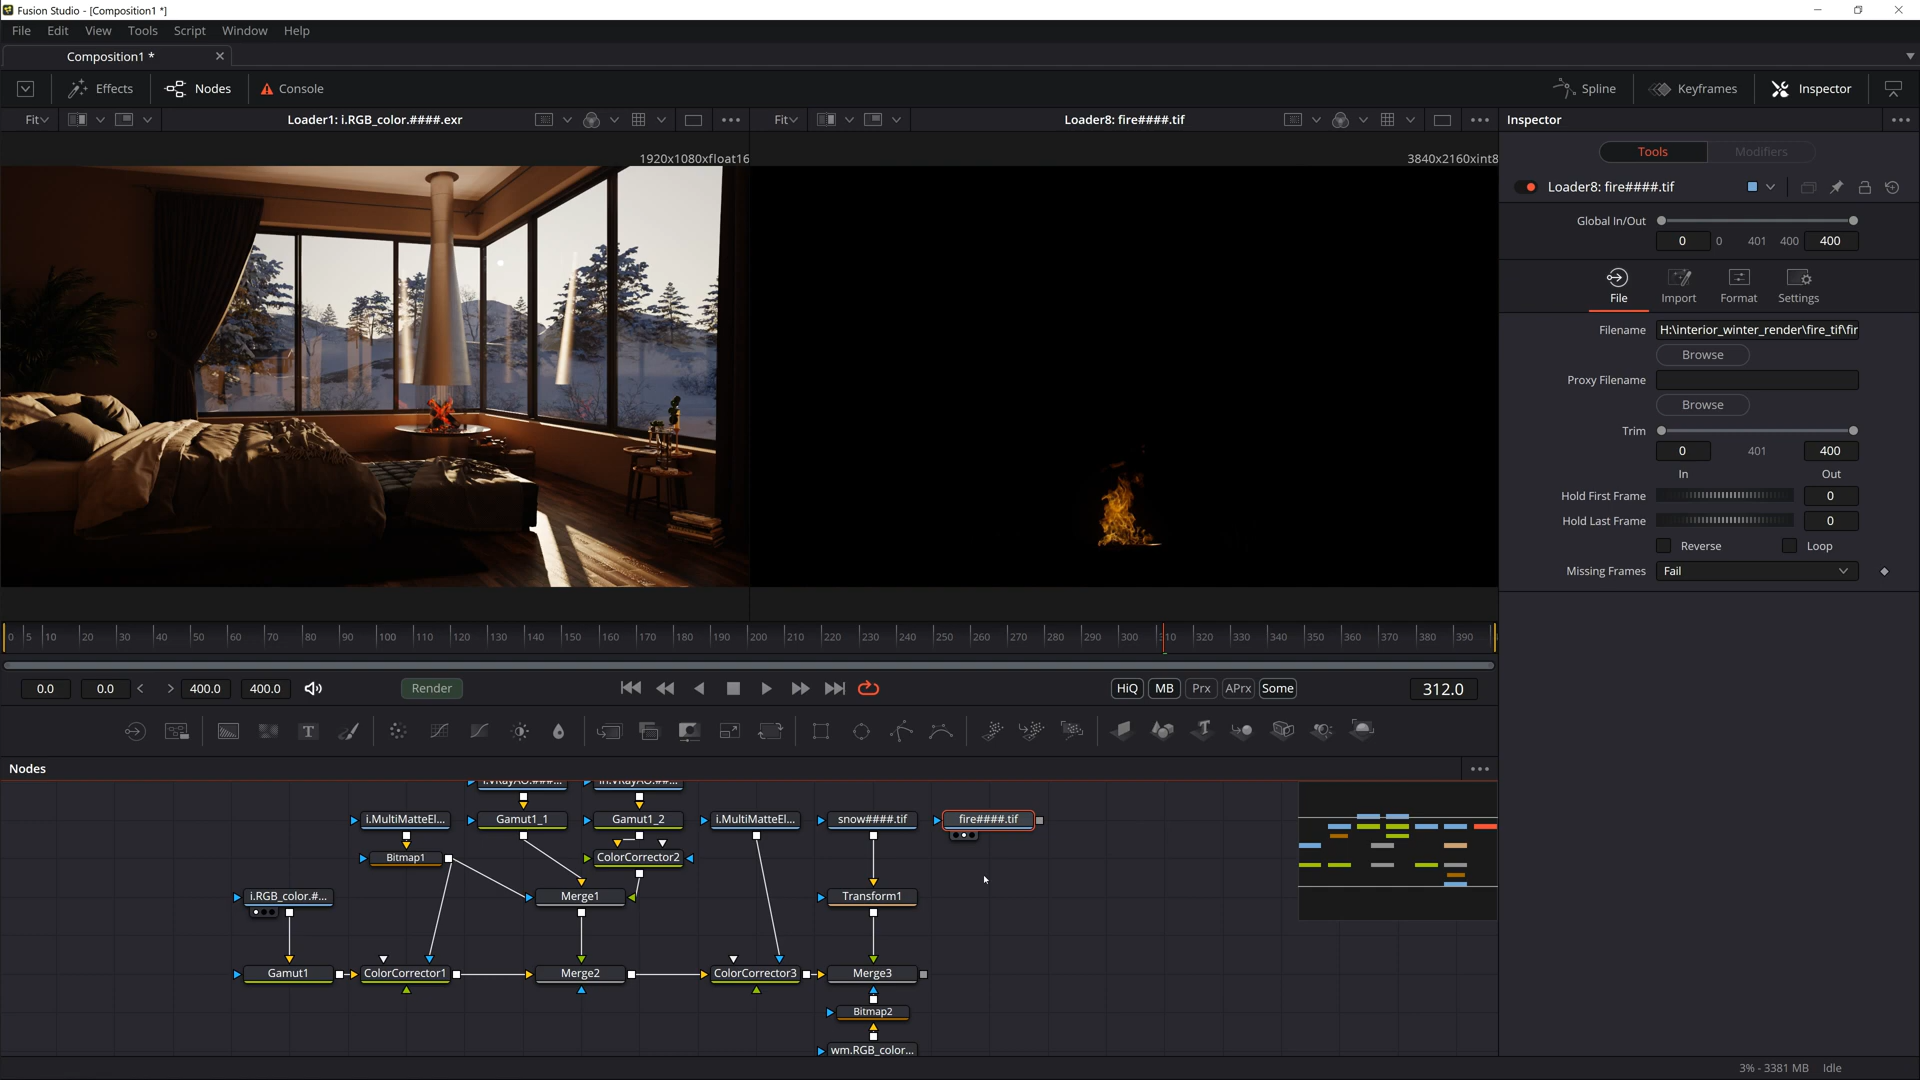 Fusion Studio - [Composition1 *]
File Edit View Tools Script Window Help
Composition1 *
Effects Nodes Console Spline Keyframes Inspector
Fit Loader1: i.RGB_color.####.exr Fit Loader8: fire####.tif Inspector
1920x1080xfloat16 3840x2160xint8
Tools Modifiers
Loader8: fire####.tif
Global In/Out
0 0 401 400 400
File Import Format Settings
Filename H:\interior_winter_render\fire_tif\fir
Browse
Proxy Filename
Browse
Trim
0 401 400
In Out
Hold First Frame 0
Hold Last Frame 0
Reverse Loop
Missing Frames Fail
0 5 10 20 30 40 50 60 70 80 90 100 110 120 130 140 150 160 170 180 190 200 210 220 230 240 250 260 270 280 290 300 310 320 330 340 350 360 370 380 390
0.0 0.0 < > 400.0 400.0 Render HiQ MB Prx APrx Some 312.0
Nodes
i.MultiMatteEl... Gamut1_1 Gamut1_2 i.MultiMatteEl... snow####.tif fire####.tif
Bitmap1 ColorCorrector2
i.RGB_color.#... Merge1 Transform1
Gamut1 ColorCorrector1 Merge2 ColorCorrector3 Merge3
Bitmap2
wm.RGB_color...
3% - 3381 MB Idle